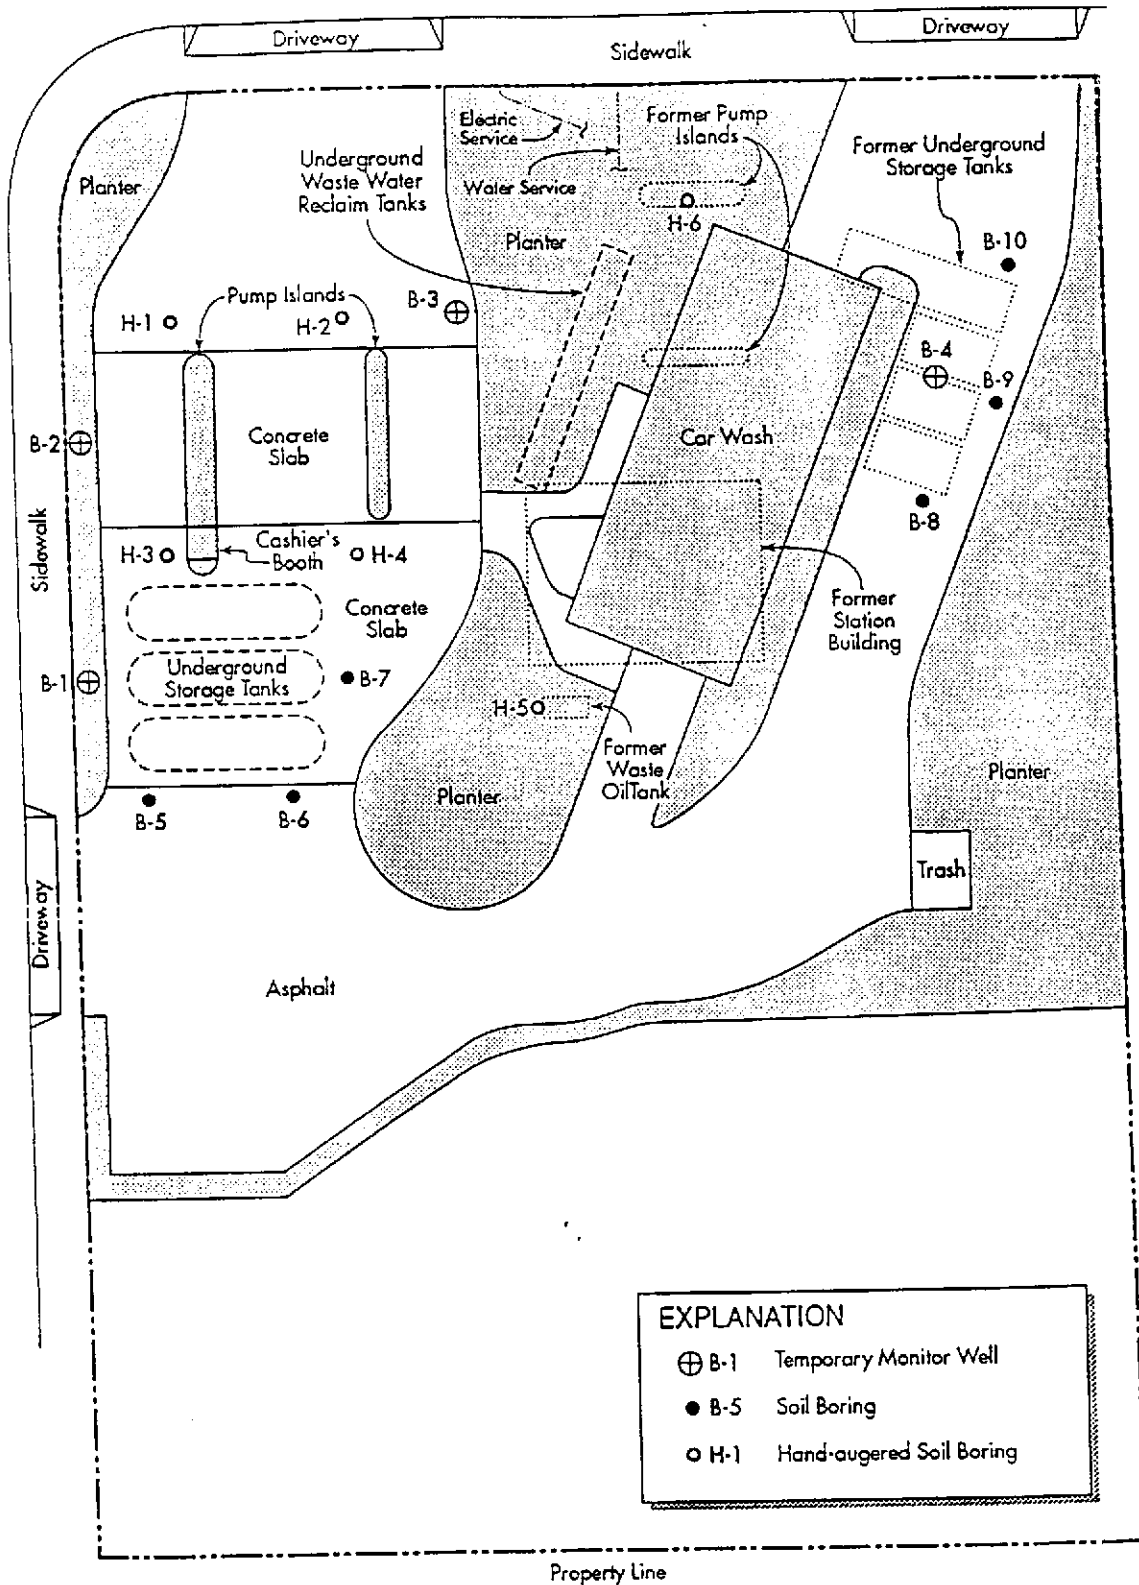 Driveway
Driveway
Sidewalk
Electric
Service
Former Pump
Islands
Former Underground
Storage Tanks
Underground
Waste Water
Reclaim Tanks
Planter
Water Service
H-6
Planter
B-10
Pump Islands
B-3
H-1
H-2
B-4
B-9
B-2
Concrete
Slab
Car Wash
B-8
Sidewalk
H-3
Cashier's
Booth
H-4
Concrete
Slab
Former
Station
Building
Underground
Storage Tanks
B-1
B-7
H-5
Former
Waste
OilTank
Planter
Planter
B-5
B-6
Trash
Driveway
Asphalt
EXPLANATION
B-1 Temporary Monitor Well
B-5 Soil Boring
H-1 Hand-augered Soil Boring
Property Line